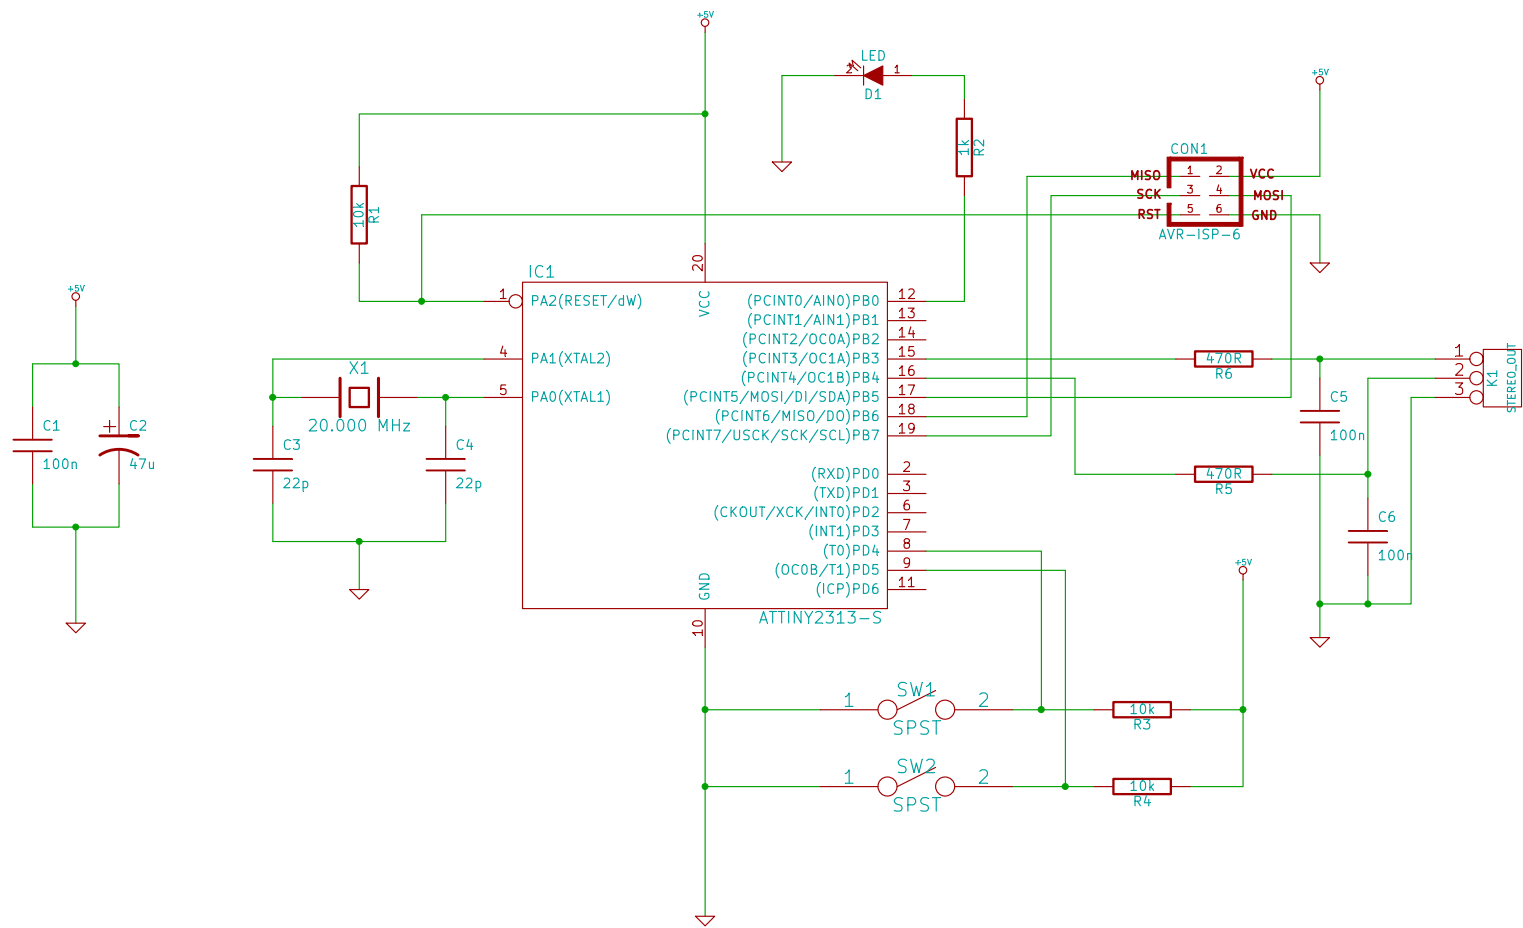 +5V
LED
2
1
D1
+5V
1k
R2
CON1
MISO
1
2
VCC
SCK
3
4
MOSI
RST
5
6
GND
AVR-ISP-6
10k
R1
+5V
IC1
20
VCC
1
PA2(RESET/dW)
(PCINT0/AIN0)PB0
12
(PCINT1/AIN1)PB1
13
(PCINT2/OC0A)PB2
14
4
PA1(XTAL2)
(PCINT3/OC1A)PB3
15
(PCINT4/OC1B)PB4
16
5
PA0(XTAL1)
(PCINT5/MOSI/DI/SDA)PB5
17
(PCINT6/MISO/DO)PB6
18
(PCINT7/USCK/SCK/SCL)PB7
19
(RXD)PD0
2
(TXD)PD1
3
(CKOUT/XCK/INT0)PD2
6
(INT1)PD3
7
(T0)PD4
8
(OC0B/T1)PD5
9
(ICP)PD6
11
GND
10
ATTINY2313-S
X1
20.000 MHz
C1
100n
+
C2
47u
C3
22p
C4
22p
470R
R6
470R
R5
C5
100n
C6
100n
1
2
3
K1
STEREO_OUT
+5V
1
SW1
2
SPST
10k
R3
1
SW2
2
SPST
10k
R4